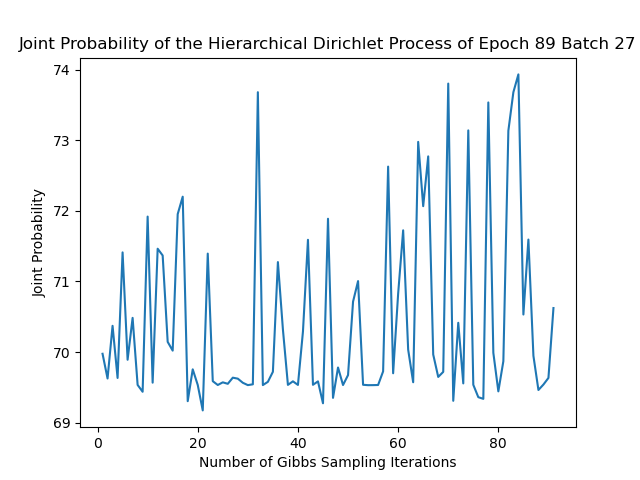 Joint Probability of the Hierarchical Dirichlet Process of Epoch 89 Batch 27
74
73
72
71
70
69
Joint Probability
0 20 40 60 80
Number of Gibbs Sampling Iterations